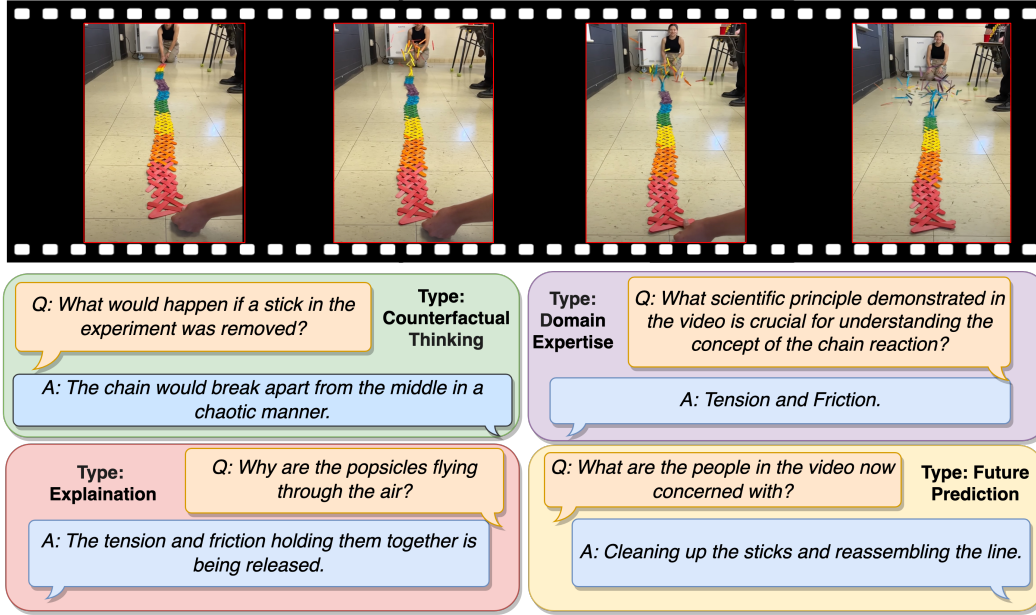 Q: What would happen if a stick in the
experiment was removed?
Type:
Counterfactual
Thinking
A: The chain would break apart from the middle in a
chaotic manner.
Type:
Domain
Expertise
Q: What scientific principle demonstrated in
the video is crucial for understanding the
concept of the chain reaction?
A: Tension and Friction.
Type:
Explaination
Q: Why are the popsicles flying
through the air?
A: The tension and friction holding them together is
being released.
Q: What are the people in the video now
concerned with?
Type: Future
Prediction
A: Cleaning up the sticks and reassembling the line.